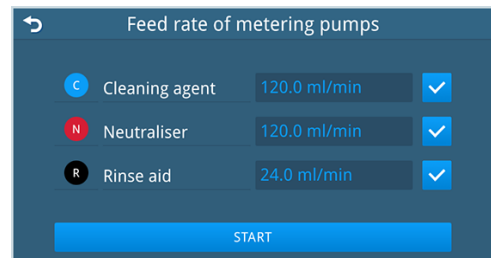 Feed rate of metering pumps
C Cleaning agent 120.0 ml/min
N Neutraliser 120.0 ml/min
R Rinse aid 24.0 ml/min
START